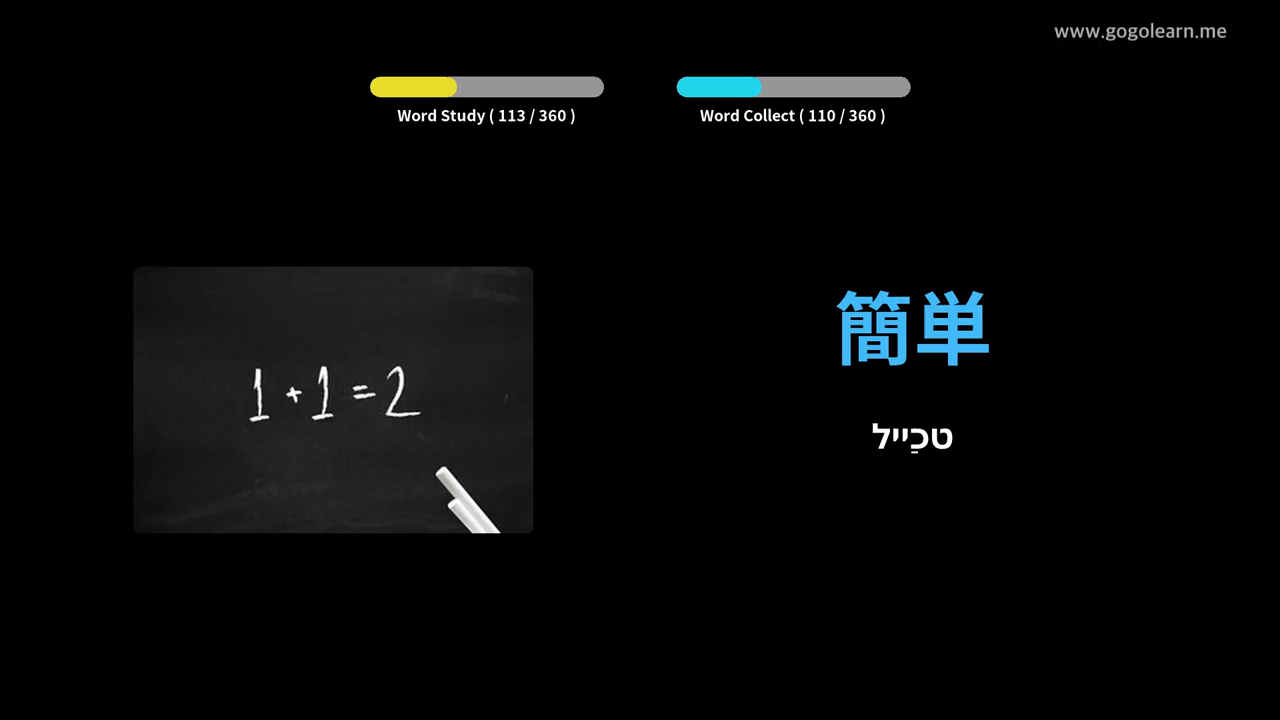 www.gogolearn.me
Word Study ( 113 / 360 )
Word Collect ( 110 / 360 )
1 + 1 = 2
簡単
טכַייל